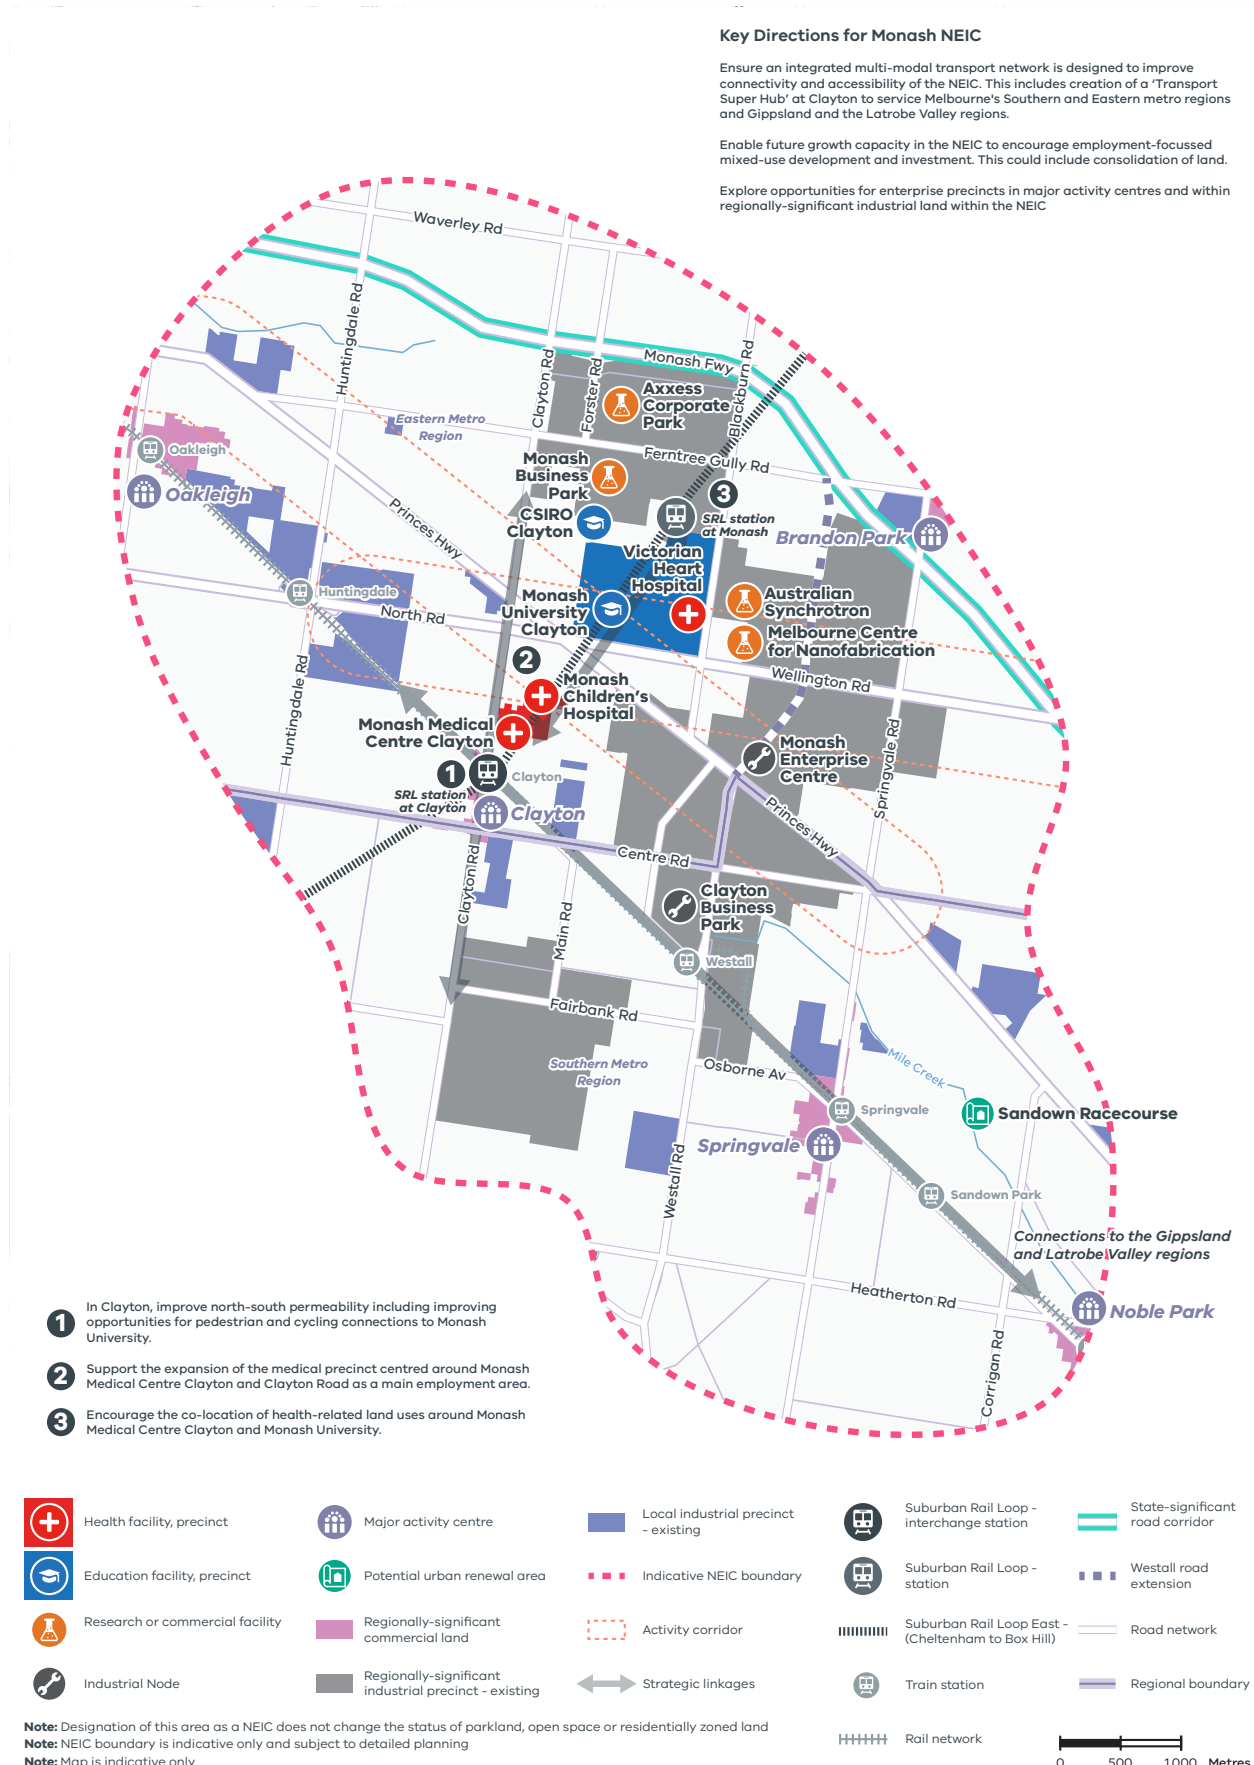 Key Directions for Monash NEIC
Ensure an integrated multi-modal transport network is designed to improve
connectivity and accessibility of the NEIC. This includes creation of a ‘Transport
Super Hub’ at Clayton to service Melbourne's Southern and Eastern metro regions
and Gippsland and the Latrobe Valley regions.
Enable future growth capacity in the NEIC to encourage employment-focussed
mixed-use development and investment. This could include consolidation of land.
Explore opportunities for enterprise precincts in major activity centres and within
regionally-significant industrial land within the NEIC
Waverley Rd
Huntingdale Rd
Monash Fwy
Clayton Rd
Forster Rd
Blackburn Rd
Axxess
Corporate
Park
Eastern Metro
Region
Oakleigh
Oakleigh
Ferntree Gully Rd
Monash
Business
Park
3
SRL station
at Monash
CSIRO
Clayton
Princes Hwy
Brandon Park
Victorian
Heart
Hospital
Huntingdale
North Rd
Monash
University
Clayton
Australian
Synchrotron
Melbourne Centre
for Nanofabrication
2
Wellington Rd
Huntingdale Rd
Monash
Children's
Hospital
Monash Medical
Centre Clayton
Monash
Enterprise
Centre
Springvale Rd
1
Clayton
SRL station
at Clayton
Clayton
Princes Hwy
Centre Rd
Clayton Rd
Clayton
Business
Park
Main Rd
Westall
Fairbank Rd
Southern Metro
Region
Osborne Av
Mile Creek
Springvale
Sandown Racecourse
Springvale
Westall Rd
Sandown Park
Connections to the Gippsland
and Latrobe Valley regions
Heatherton Rd
Noble Park
Corrigan Rd
1
In Clayton, improve north-south permeability including improving
opportunities for pedestrian and cycling connections to Monash
University.
2
Support the expansion of the medical precinct centred around Monash
Medical Centre Clayton and Clayton Road as a main employment area.
3
Encourage the co-location of health-related land uses around Monash
Medical Centre Clayton and Monash University.
Health facility, precinct
Education facility, precinct
Research or commercial facility
Industrial Node
Major activity centre
Potential urban renewal area
Regionally-significant
commercial land
Regionally-significant
industrial precinct - existing
Local industrial precinct
- existing
Indicative NEIC boundary
Activity corridor
Strategic linkages
Suburban Rail Loop -
interchange station
Suburban Rail Loop -
station
Suburban Rail Loop East -
(Cheltenham to Box Hill)
Train station
Rail network
State-significant
road corridor
Westall road
extension
Road network
Regional boundary
Note: Designation of this area as a NEIC does not change the status of parkland, open space or residentially zoned land
Note: NEIC boundary is indicative only and subject to detailed planning
Note: Map is indicative only
0 500 1000 Metres